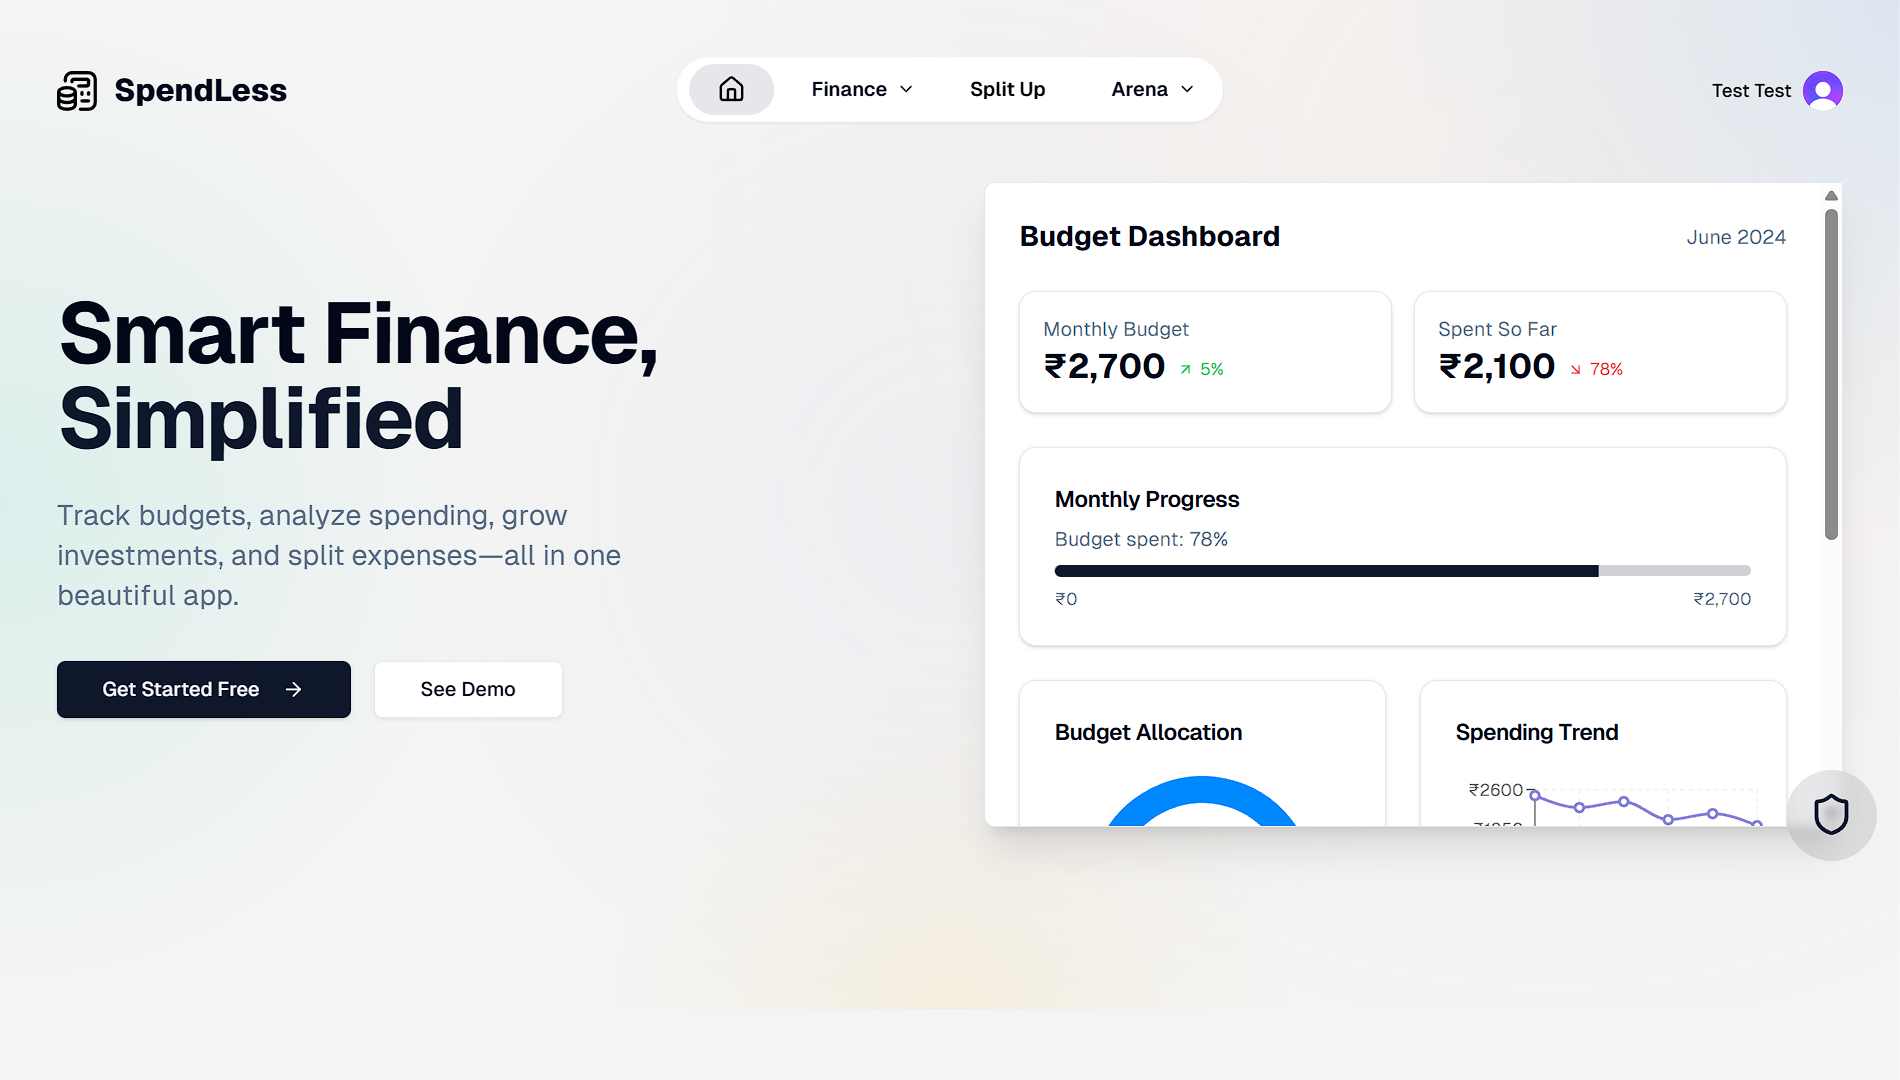 SpendLess
Finance
Split Up
Arena
Test Test
Smart Finance,
Simplified
Track budgets, analyze spending, grow
investments, and split expenses—all in one
beautiful app.
Get Started Free
See Demo
Budget Dashboard
June 2024
Monthly Budget
₹2,700
5%
Spent So Far
₹2,100
78%
Monthly Progress
Budget spent: 78%
₹0
₹2,700
Budget Allocation
Spending Trend
₹2600